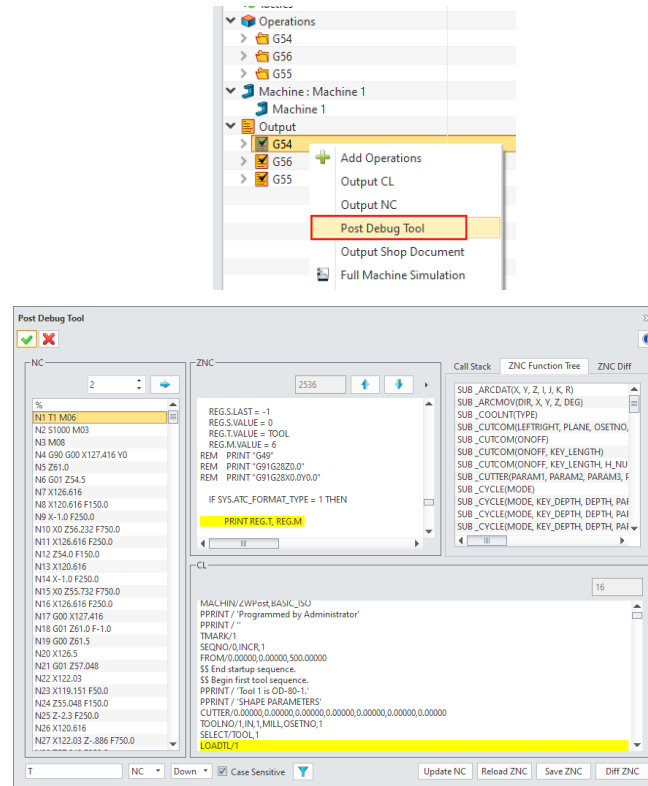 Operations
G54
G56
G55
Machine : Machine 1
Machine 1
Output
G54
G56
G55
Add Operations
Output CL
Output NC
Post Debug Tool
Output Shop Document
Full Machine Simulation
Post Debug Tool
NC
2
%
N1 T1 M06
N2 S1000 M03
N3 M08
N4 G90 G00 X127.416 Y0
N5 Z61.0
N6 G01 Z54.5
N7 X126.616
N8 X120.616 F150.0
N9 X-1.0 F250.0
N10 X0 Z56.232 F750.0
N11 X126.616 F250.0
N12 Z54.0 F150.0
N13 X120.616
N14 X-1.0 F250.0
N15 X0 Z55.732 F750.0
N16 X126.616 F250.0
N17 G00 X127.416
N18 G01 Z61.0 F-1.0
N19 G00 Z61.5
N20 X126.5
N21 G01 Z57.048
N22 X122.03
N23 X119.151 F50.0
N24 Z55.048 F150.0
N25 Z-2.3 F250.0
N26 X120.616
N27 X122.03 Z-.886 F750.0
ZNC
2536
REG.S.LAST = -1
REG.S.VALUE = 0
REG.T.VALUE = TOOL
REG.M.VALUE = 6
REM PRINT "G49"
REM PRINT "G91G28Z0.0"
REM PRINT "G91G28X0.0Y0.0"
IF SYS.ATC_FORMAT_TYPE = 1 THEN
PRINT REG.T, REG.M
Call Stack
ZNC Function Tree
ZNC Diff
SUB _ARCDAT(X, Y, Z, I, J, K, R)
SUB _ARCMOV(DIR, X, Y, Z, DEG)
SUB _COOLNT(TYPE)
SUB _CUTCOM(LEFTRIGHT, PLANE, OSETNO,
SUB _CUTCOM(ONOFF)
SUB _CUTCOM(ONOFF, KEY_LENGTH)
SUB _CUTCOM(ONOFF, KEY_LENGTH, H_NU
SUB _CUTTER(PARAM1, PARAM2, PARAM3, F
SUB _CYCLE(MODE)
SUB _CYCLE(MODE, KEY_DEPTH, DEPTH, PAI
SUB _CYCLE(MODE, KEY_DEPTH, DEPTH, PAI
SUB _CYCLE(MODE, KEY_DEPTH, DEPTH, PAI
SUB _CYCLE(MODE, KEY_DEPTH, DEPTH, PAI
CL
16
MACHIN/ZWPost,BASIC_ISO
PPRINT / 'Programmed by Administrator'
PPRINT / ''
TMARK/1
SEQNO/0,INCR,1
FROM/0.00000,0.00000,500.00000
$$ End startup sequence.
$$ Begin first tool sequence.
PPRINT / 'Tool 1 is OD-80-1.'
PPRINT / 'SHAPE PARAMETERS'
CUTTER/0.00000,0.00000,0.00000,0.00000,0.00000,0.00000,0.00000
TOOLNO/1,IN,1,MILL,OSETNO,1
SELECT/TOOL,1
LOADTL/1
T
NC
Down
Case Sensitive
Update NC
Reload ZNC
Save ZNC
Diff ZNC